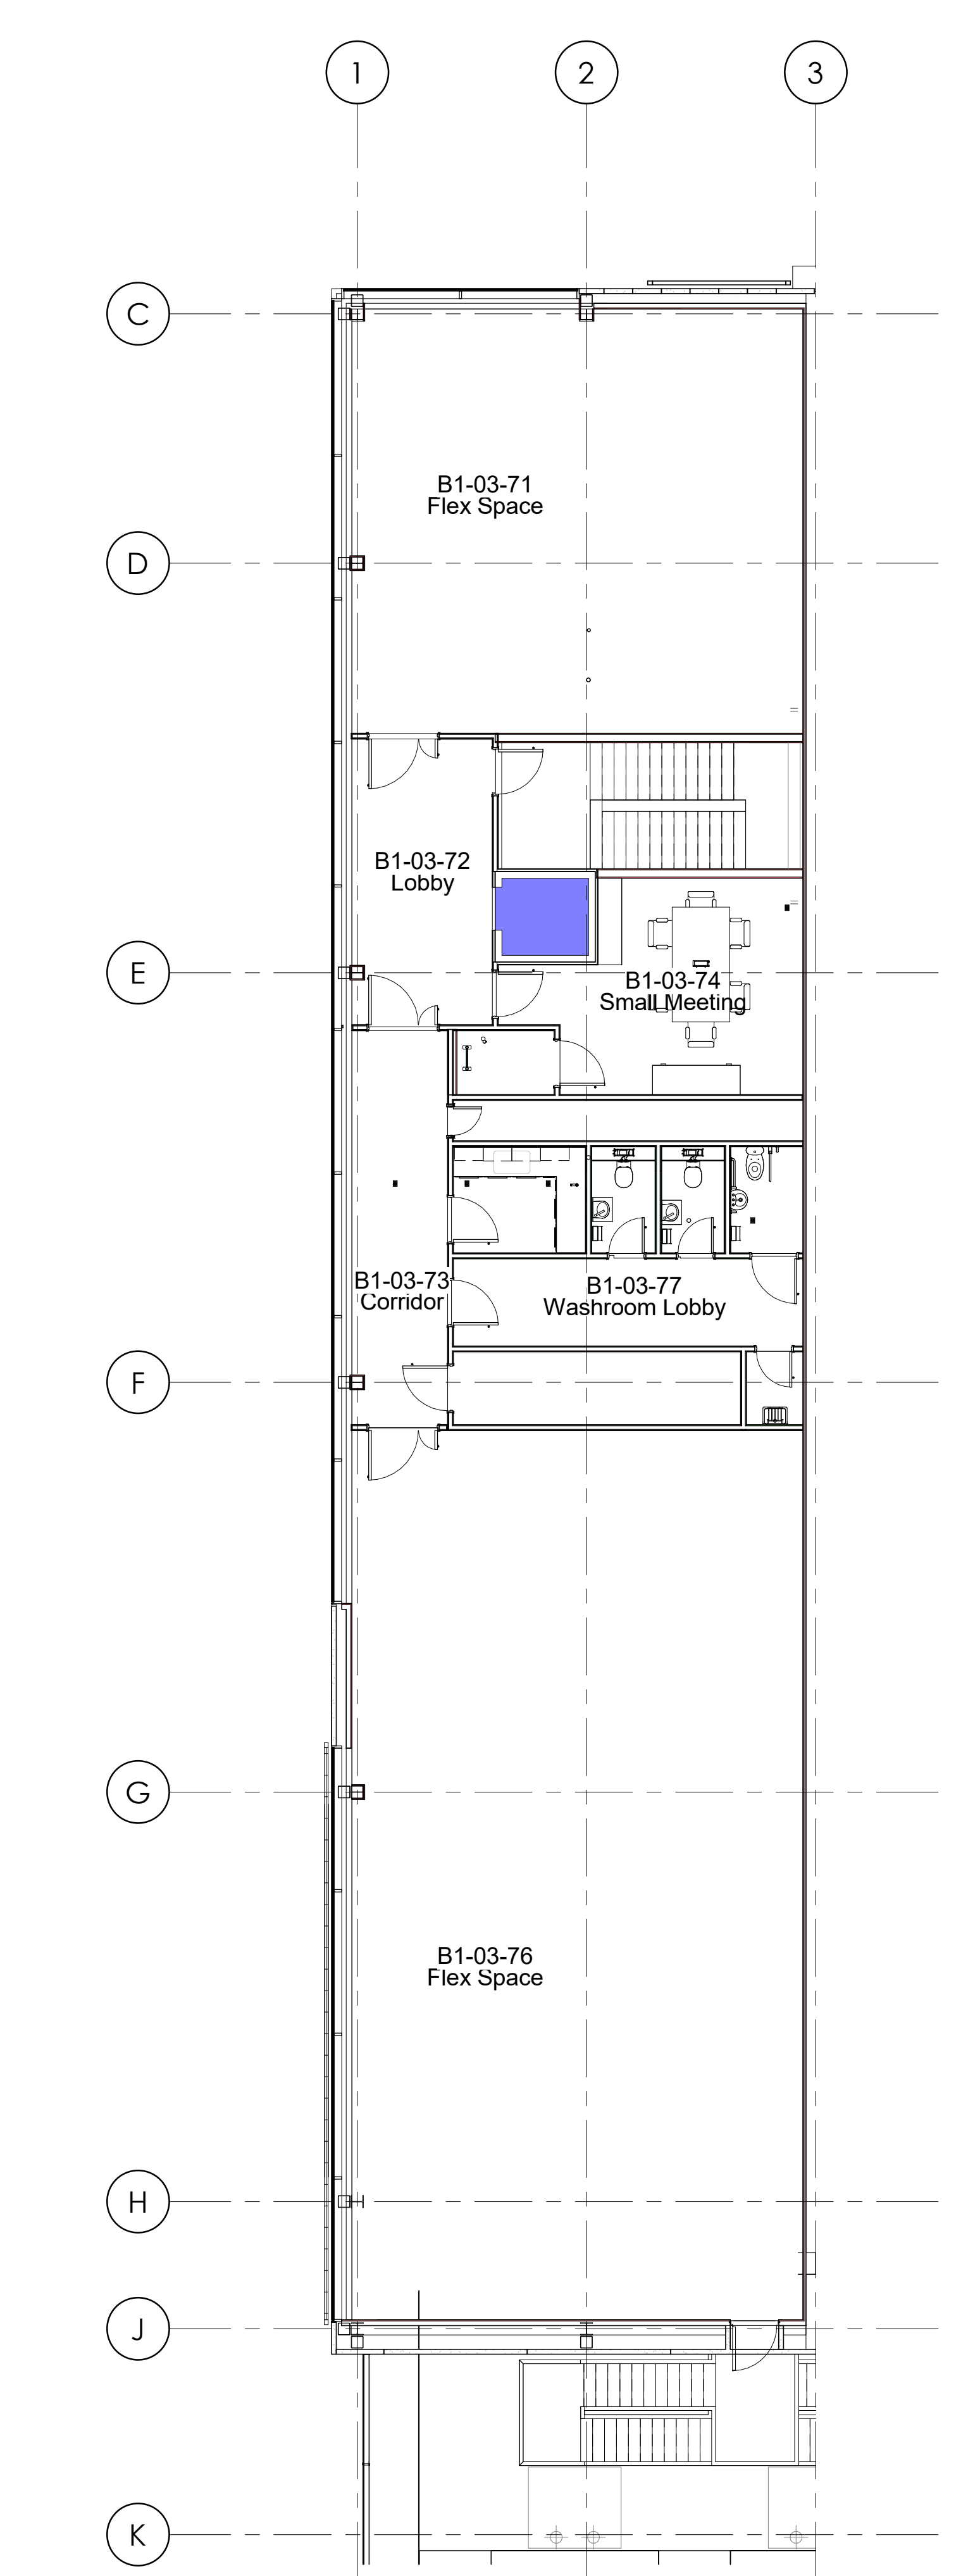 1
2
3
C
B1-03-71
Flex Space
D
B1-03-72
Lobby
E
B1-03-74
Small Meeting
B1-03-73
Corridor
B1-03-77
Washroom Lobby
F
G
B1-03-76
Flex Space
H
J
K